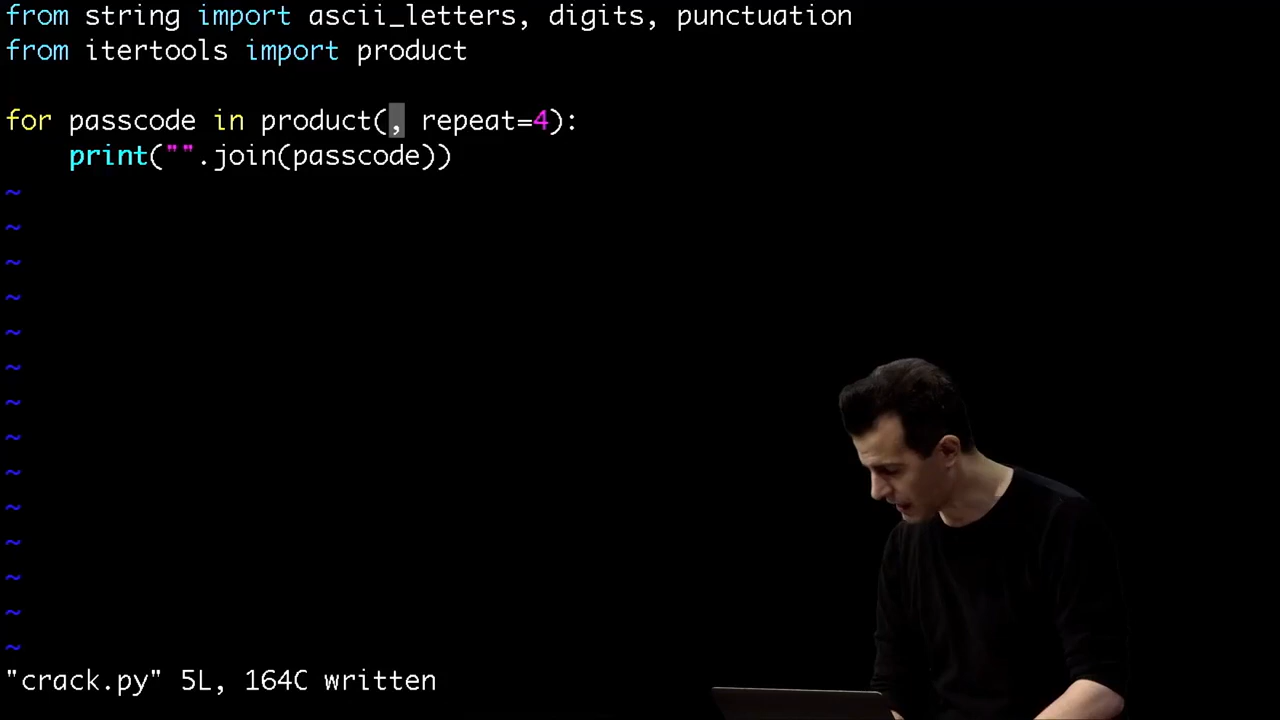 from string import ascii_letters, digits, punctuation
from itertools import product
for passcode in product(, repeat=4):
    print("".join(passcode))
~
~
~
~
~
~
~
~
~
~
~
~
~
~
"crack.py" 5L, 164C written